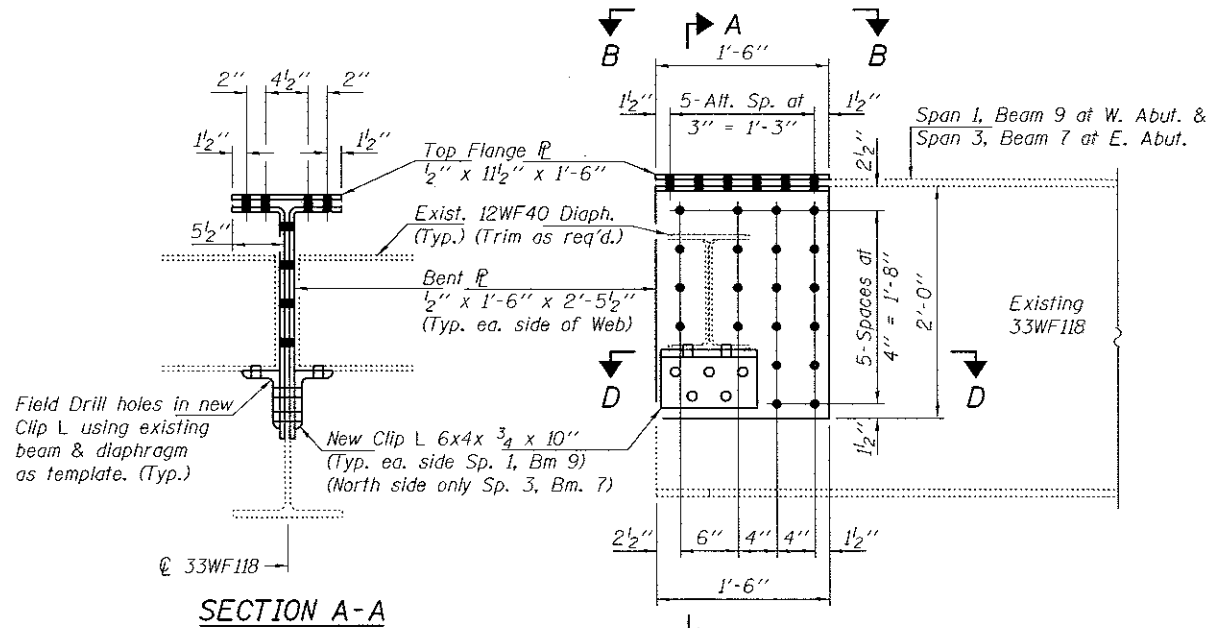 B
A
B
1'-6"
2"
4½"
2"
1½"
5-Alt. Sp. at
3" = 1'-3"
1½"
Span 1, Beam 9 at W. Abut. &
Span 3, Beam 7 at E. Abut.
1½"
1½"
Top Flange ℙ
½" x 11½" x 1'-6"
2½"
Exist. 12WF40 Diaph.
(Typ.) (Trim as req'd.)
5½"
Bent ℙ
½" x 1'-6" x 2'-5½"
(Typ. ea. side of Web)
5-Spaces at
4" = 1'-8"
2'-0"
Existing
33WF118
D
D
Field Drill holes in new
Clip L using existing
beam & diaphragm
as template. (Typ.)
New Clip L 6x4x ¾ x 10"
(Typ. ea. side Sp. 1, Bm 9)
(North side only Sp. 3, Bm. 7)
1½"
2½"
6"
4"
4"
1½"
℄ 33WF118
1'-6"
SECTION A-A